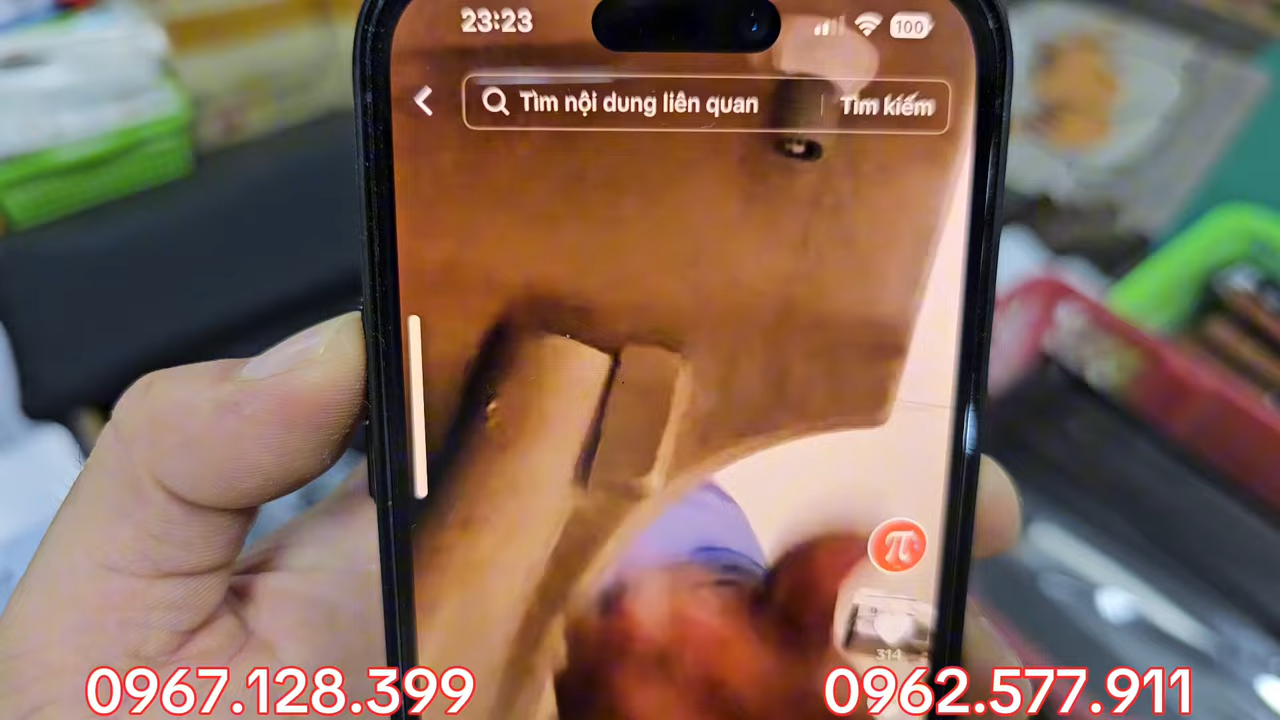 23:23
100
Tìm nội dung liên quan
Tìm kiếm
π
314
0967.128.399
0962.577.911